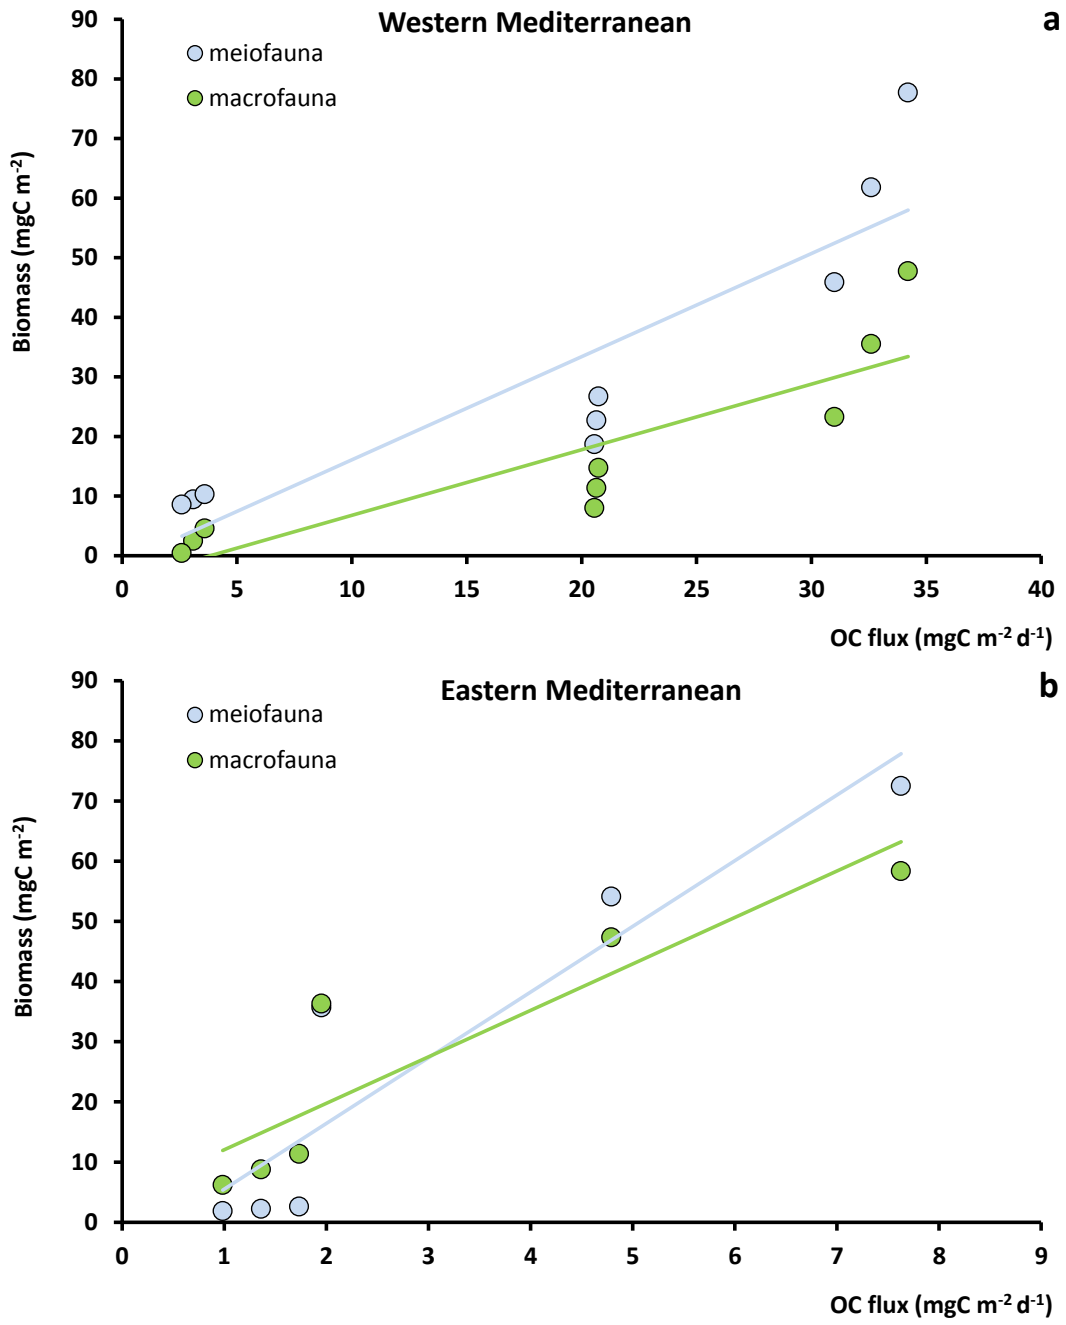 Western Mediterranean
a
meiofauna
macrofauna
90
80
70
60
50
40
30
20
10
0
Biomass (mgC m⁻²)
0 5 10 15 20 25 30 35 40
OC flux (mgC m⁻² d⁻¹)
Eastern Mediterranean
b
meiofauna
macrofauna
90
80
70
60
50
40
30
20
10
0
Biomass (mgC m⁻²)
0 1 2 3 4 5 6 7 8 9
OC flux (mgC m⁻² d⁻¹)